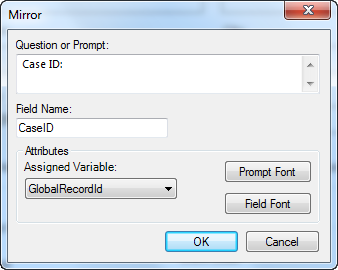 Mirror
Question or Prompt:
Case ID:
Field Name:
CaseID
Attributes
Assigned Variable:
GlobalRecordId
Prompt Font
Field Font
OK
Cancel